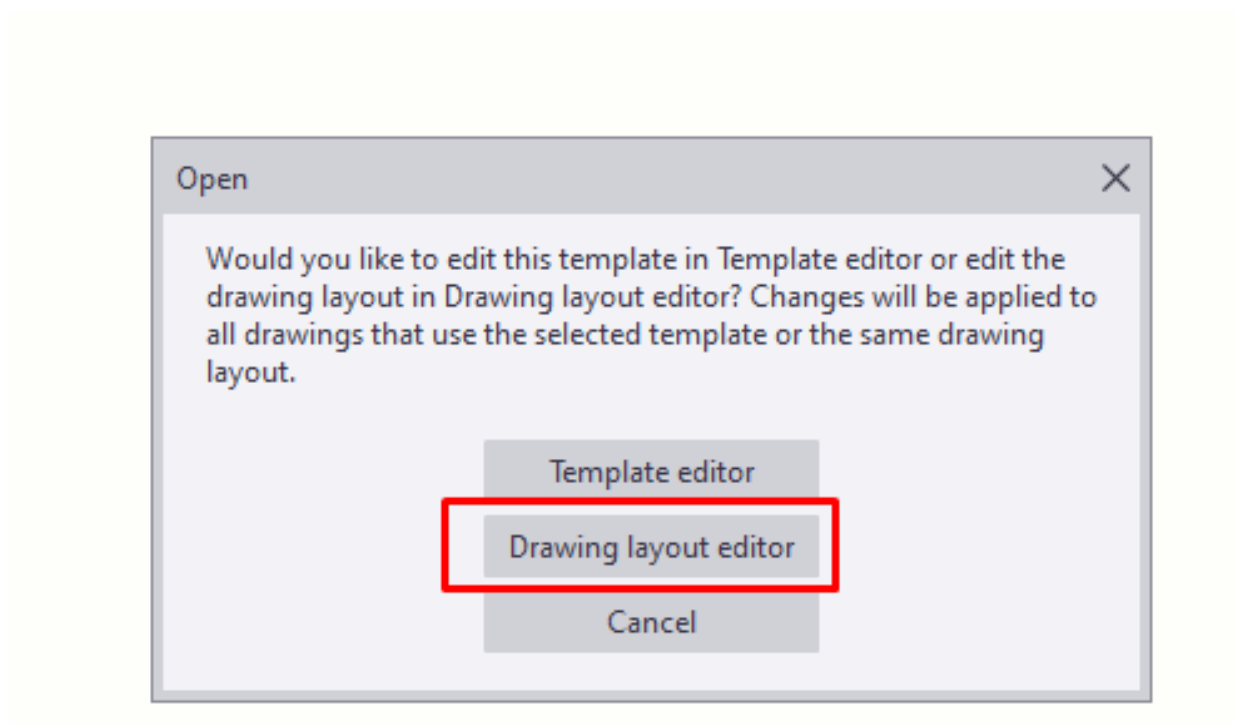 Open
Would you like to edit this template in Template editor or edit the
drawing layout in Drawing layout editor? Changes will be applied to
all drawings that use the selected template or the same drawing
layout.
Template editor
Drawing layout editor
Cancel